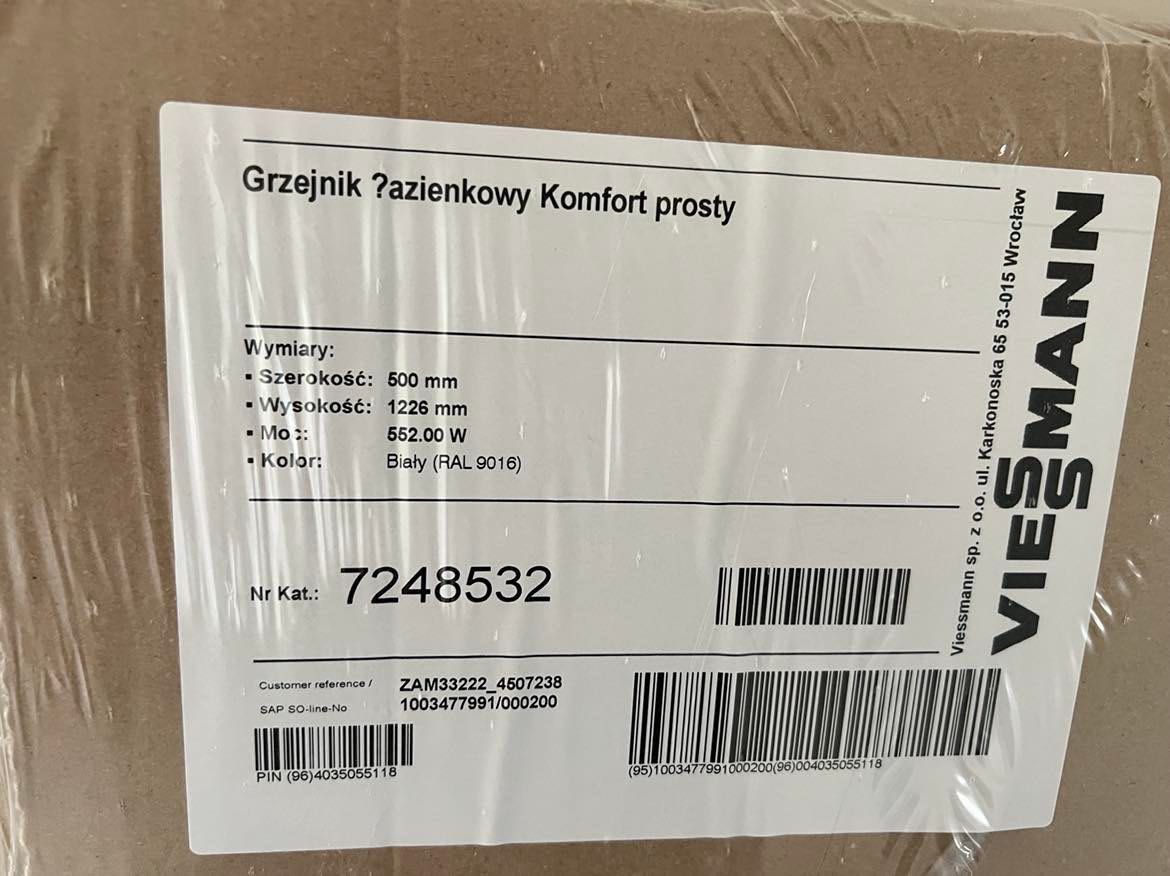 Grzejnik ?azienkowy Komfort prosty
Wymiary:
▪ Szerokość: 500 mm
▪ Wysokość: 1226 mm
▪ Moc: 552.00 W
▪ Kolor: Biały (RAL 9016)
Nr Kat.: 7248532
Customer reference / ZAM33222_4507238
SAP SO-line-No 1003477991/000200
PIN (96)4035055118
(95)1003477991000200(96)004035055118
Viessmann sp. z o.o. ul. Karkonoska 65 53-015 Wrocław
VIESMANN
S